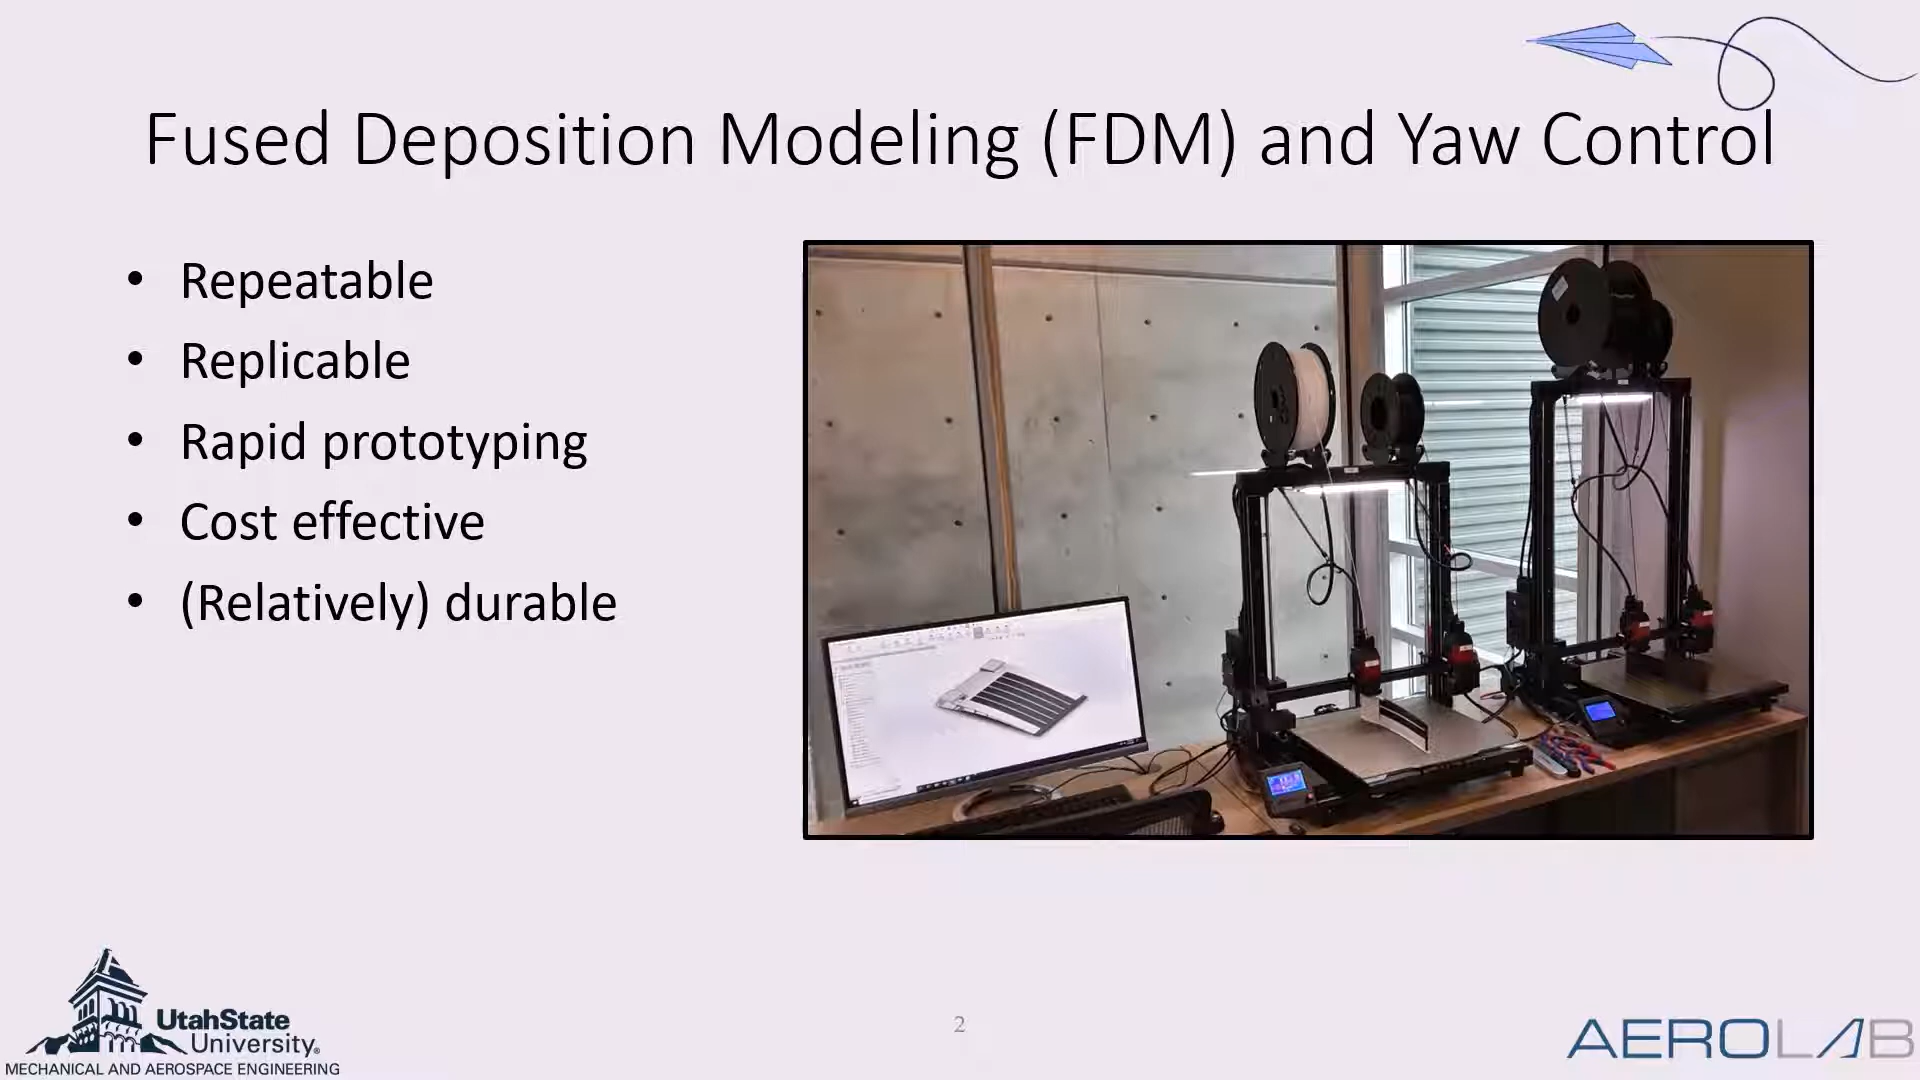 Fused Deposition Modeling (FDM) and Yaw Control
• Repeatable
• Replicable
• Rapid prototyping
• Cost effective
• (Relatively) durable
UtahState
University®
MECHANICAL AND AEROSPACE ENGINEERING
2
AEROLAB